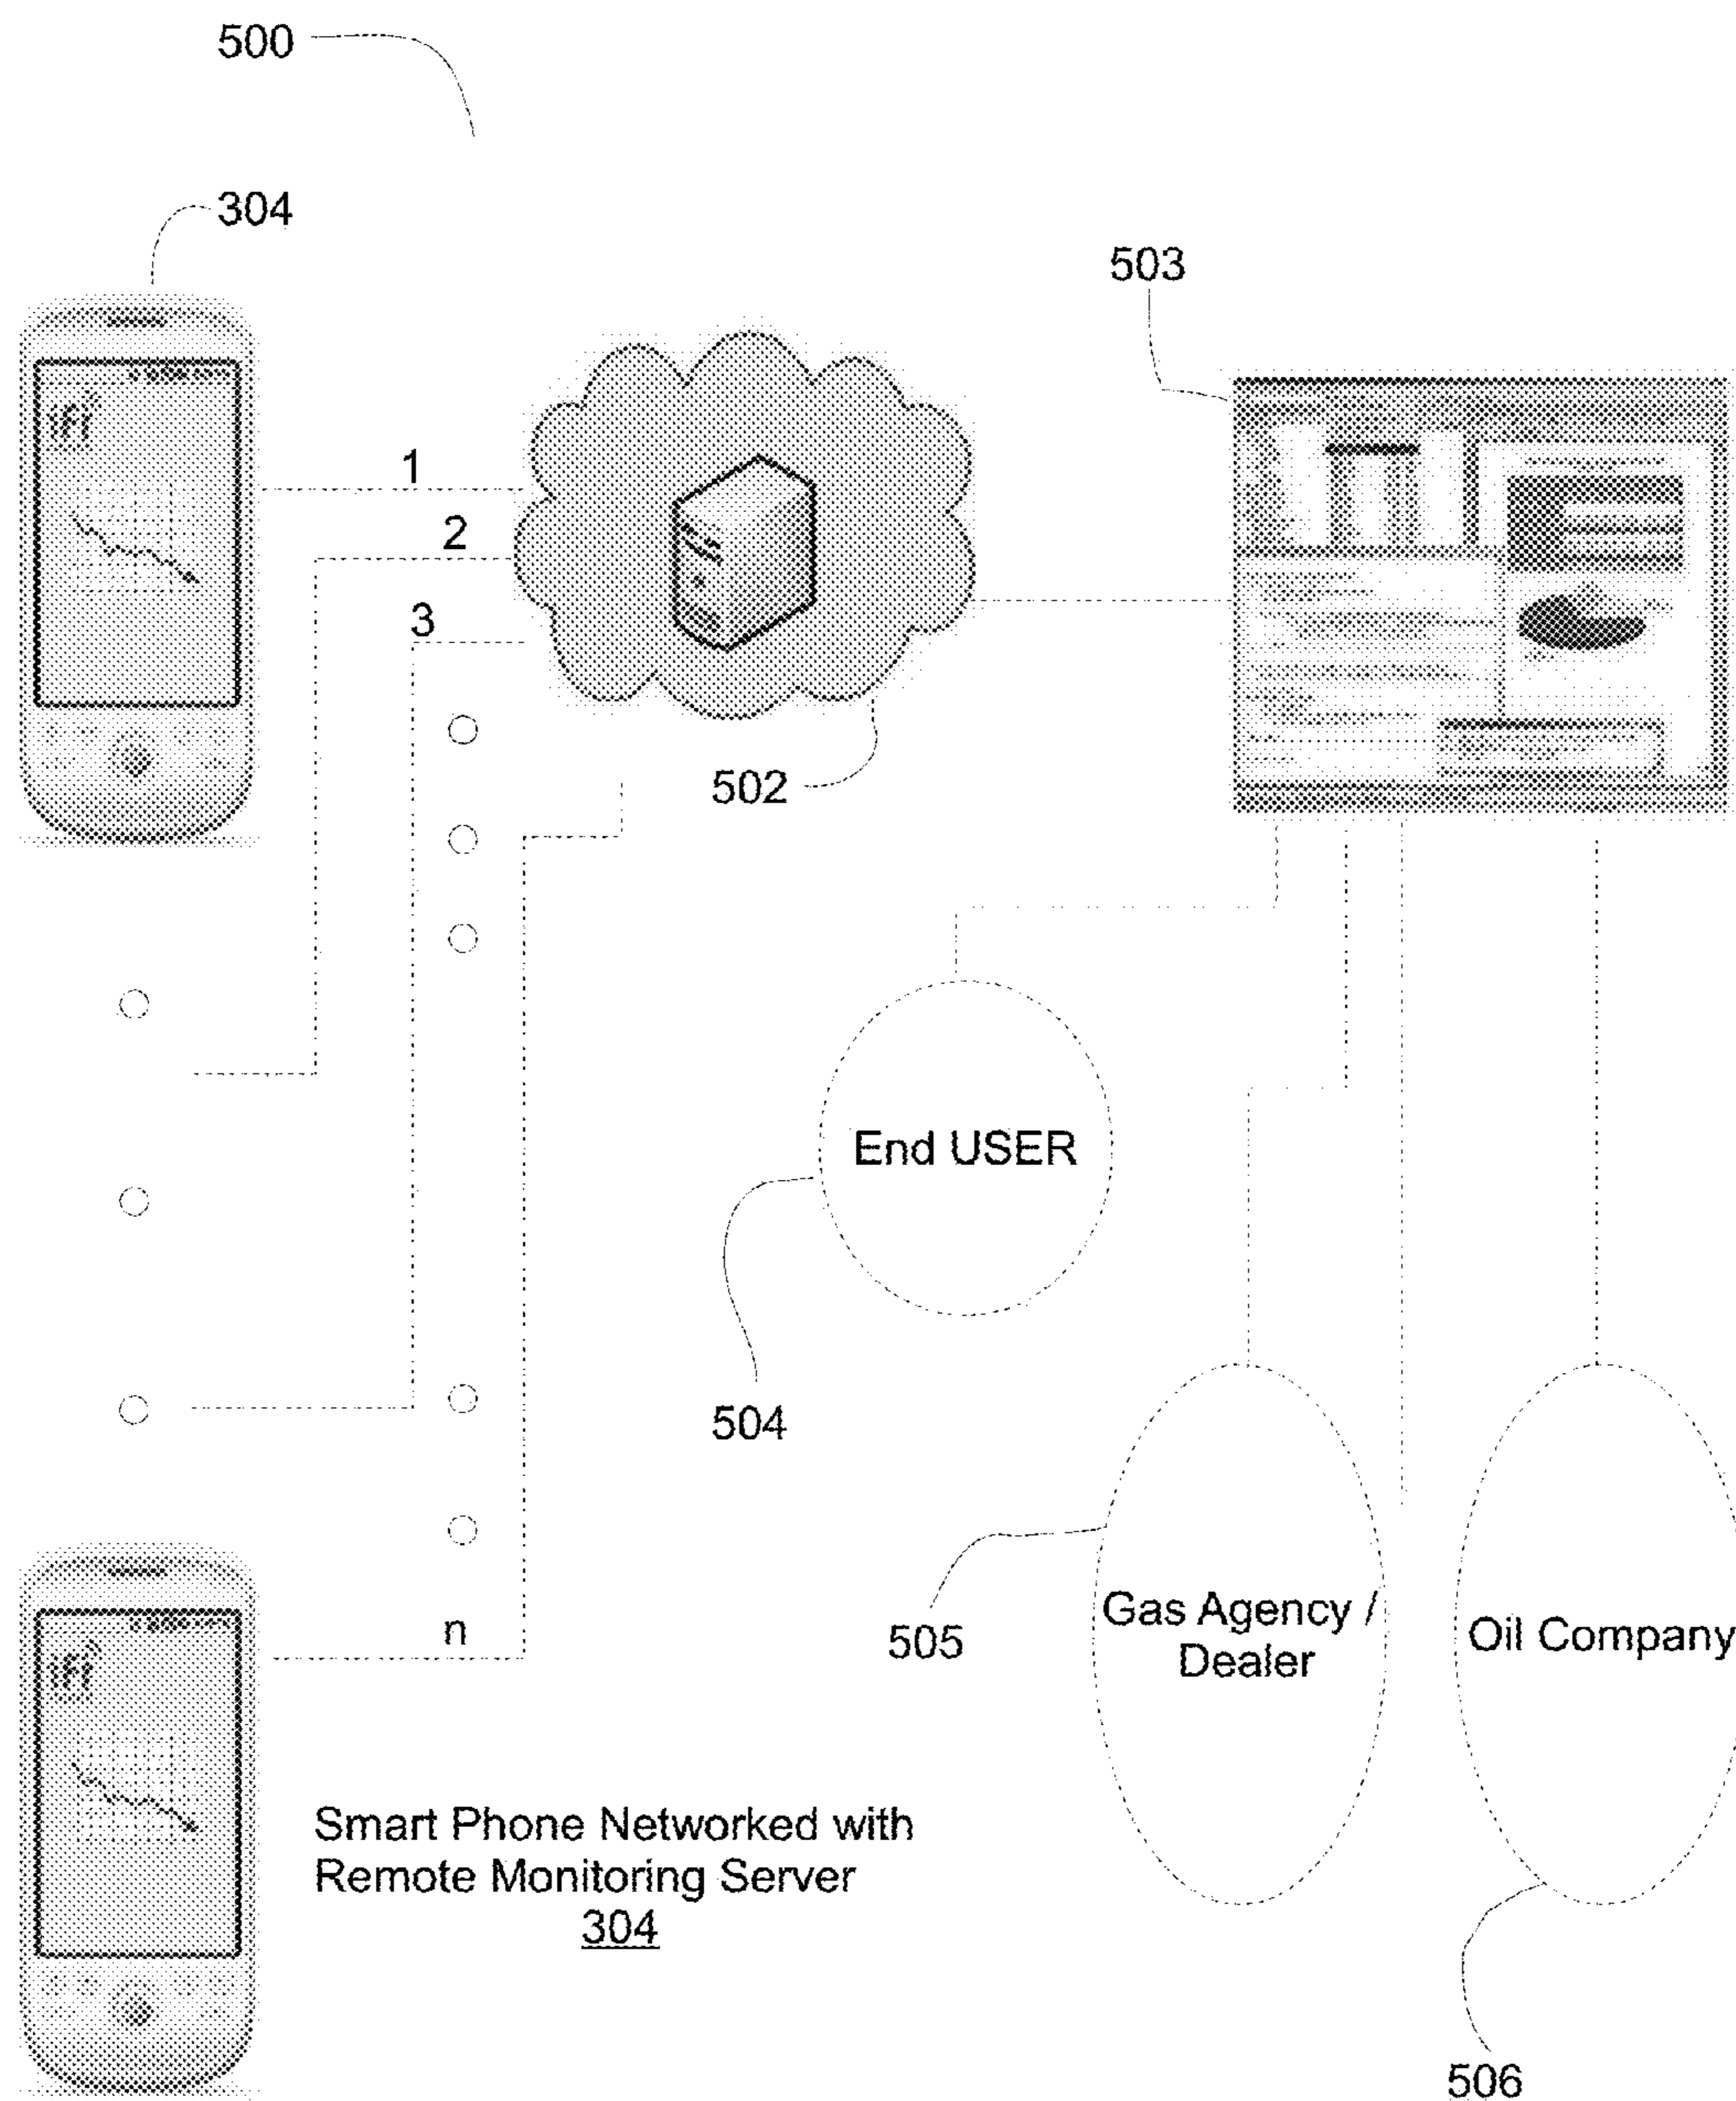 500
304
503
1
2
3
502
End USER
504
505
Gas Agency /
Dealer
Oil Company
n
Smart Phone Networked with
Remote Monitoring Server
304
506